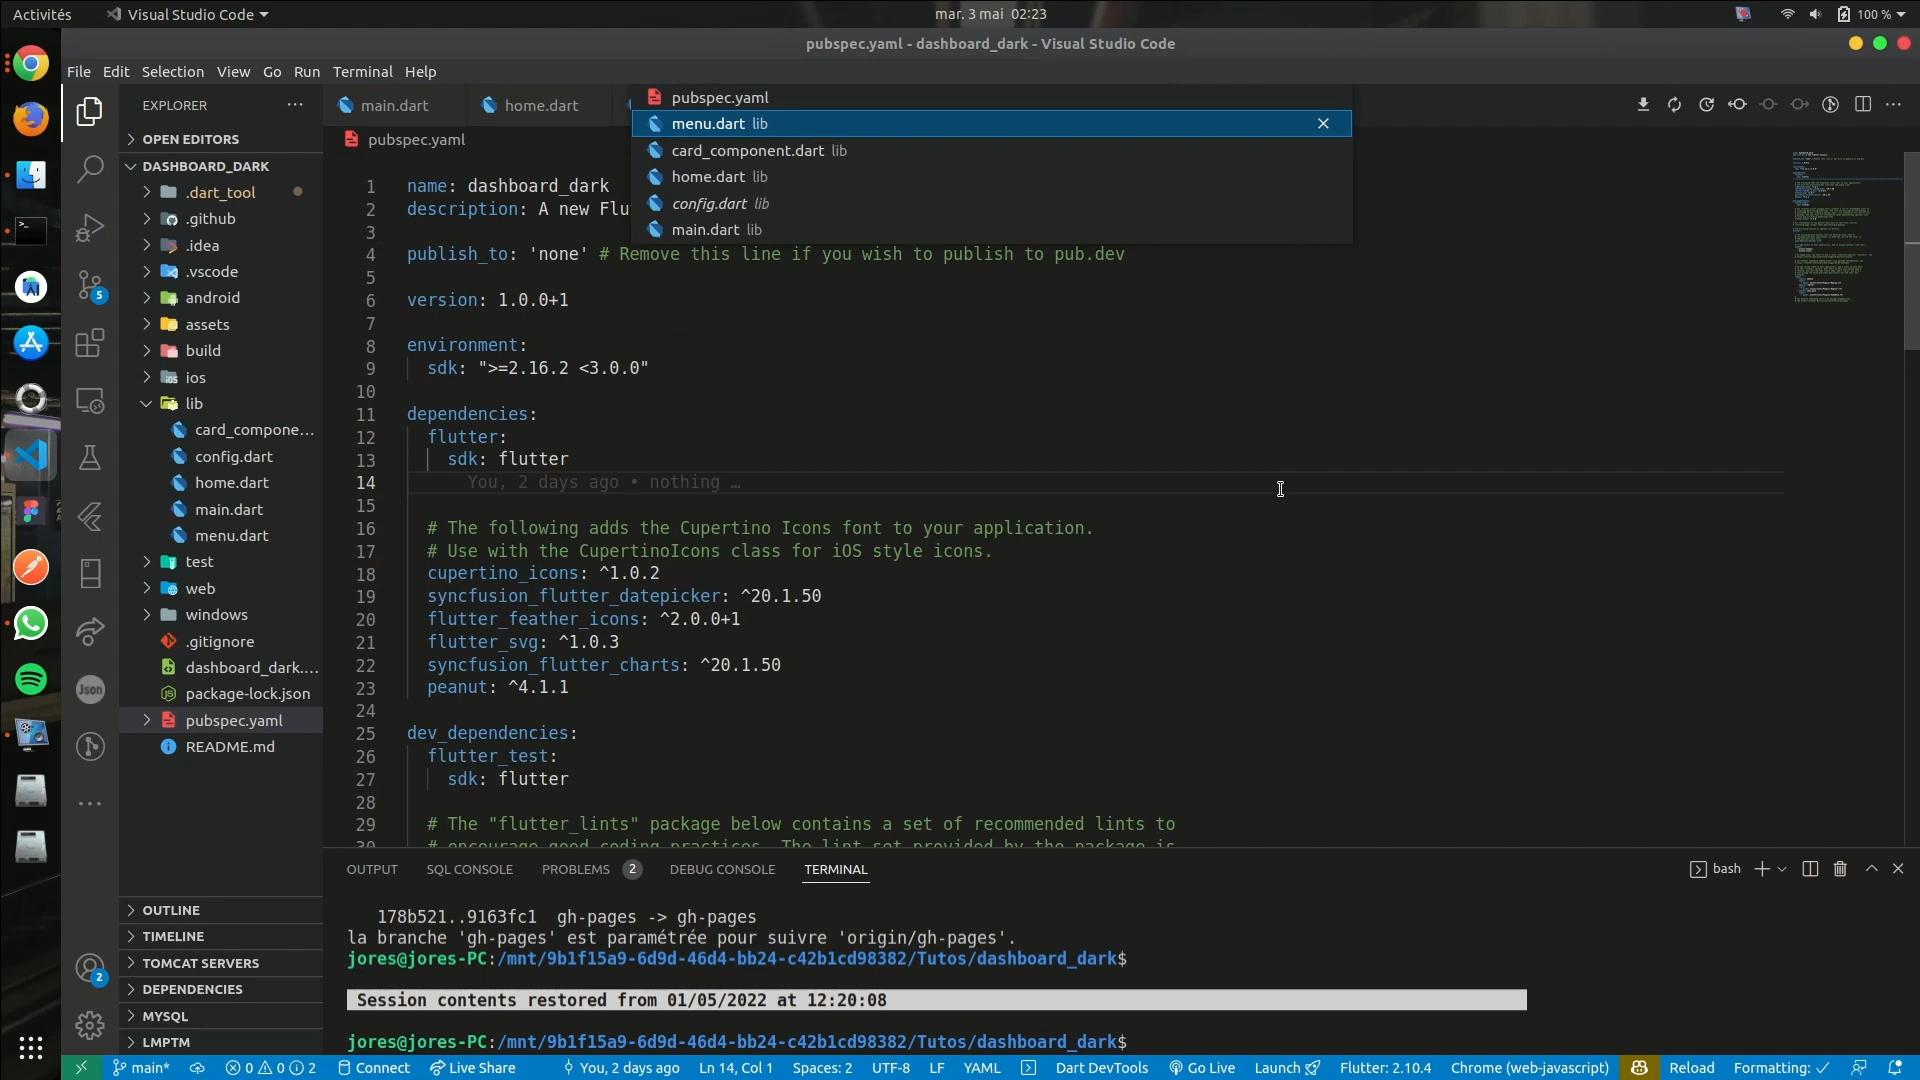 Activités
Visual Studio Code
mar. 3 mai 02:23
100 %
pubspec.yaml - dashboard_dark - Visual Studio Code
File Edit Selection View Go Run Terminal Help
EXPLORER
main.dart
home.dart
pubspec.yaml
menu.dart lib
card_component.dart lib
home.dart lib
config.dart lib
main.dart lib
OPEN EDITORS
DASHBOARD_DARK
.dart_tool
.github
.idea
.vscode
android
assets
build
ios
lib
card_compone...
config.dart
home.dart
main.dart
menu.dart
test
web
windows
.gitignore
dashboard_dark....
package-lock.json
pubspec.yaml
README.md
OUTLINE
TIMELINE
TOMCAT SERVERS
DEPENDENCIES
MYSQL
LMPTM
5
Json
2
pubspec.yaml
1 name: dashboard_dark
2 description: A new Flu
3
4 publish_to: 'none' # Remove this line if you wish to publish to pub.dev
5
6 version: 1.0.0+1
7
8 environment:
9 sdk: ">=2.16.2 <3.0.0"
10
11 dependencies:
12 flutter:
13 sdk: flutter
14 You, 2 days ago • nothing …
15
16 # The following adds the Cupertino Icons font to your application.
17 # Use with the CupertinoIcons class for iOS style icons.
18 cupertino_icons: ^1.0.2
19 syncfusion_flutter_datepicker: ^20.1.50
20 flutter_feather_icons: ^2.0.0+1
21 flutter_svg: ^1.0.3
22 syncfusion_flutter_charts: ^20.1.50
23 peanut: ^4.1.1
24
25 dev_dependencies:
26 flutter_test:
27 sdk: flutter
28
29 # The "flutter_lints" package below contains a set of recommended lints to
30 # encourage good coding practices. The lint set provided by the package is
OUTPUT SQL CONSOLE PROBLEMS 2 DEBUG CONSOLE TERMINAL
bash
178b521..9163fc1 gh-pages -> gh-pages
la branche 'gh-pages' est paramétrée pour suivre 'origin/gh-pages'.
jores@jores-PC:/mnt/9b1f15a9-6d9d-46d4-bb24-c42b1cd98382/Tutos/dashboard_dark$
Session contents restored from 01/05/2022 at 12:20:08
jores@jores-PC:/mnt/9b1f15a9-6d9d-46d4-bb24-c42b1cd98382/Tutos/dashboard_dark$
main* 0 0 2 Connect Live Share You, 2 days ago Ln 14, Col 1 Spaces: 2 UTF-8 LF YAML Dart DevTools Go Live Launch Flutter: 2.10.4 Chrome (web-javascript) Reload Formatting: ✓